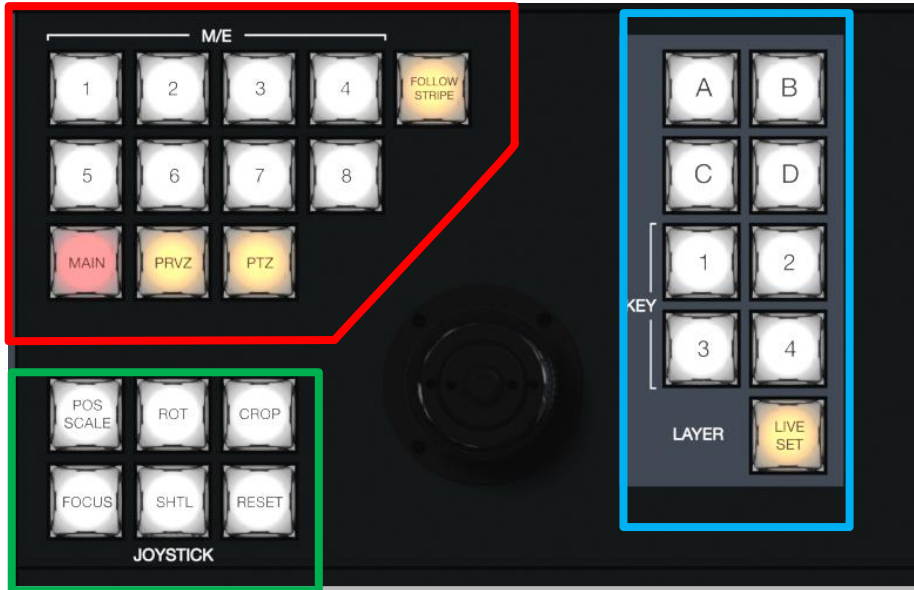 M/E
1 2 3 4 FOLLOW
STRIPE
5 6 7 8
MAIN PRVZ PTZ
POS
SCALE ROT CROP
FOCUS SHTL RESET
JOYSTICK
A B
C D
1 2
KEY
3 4
LAYER LIVE
SET